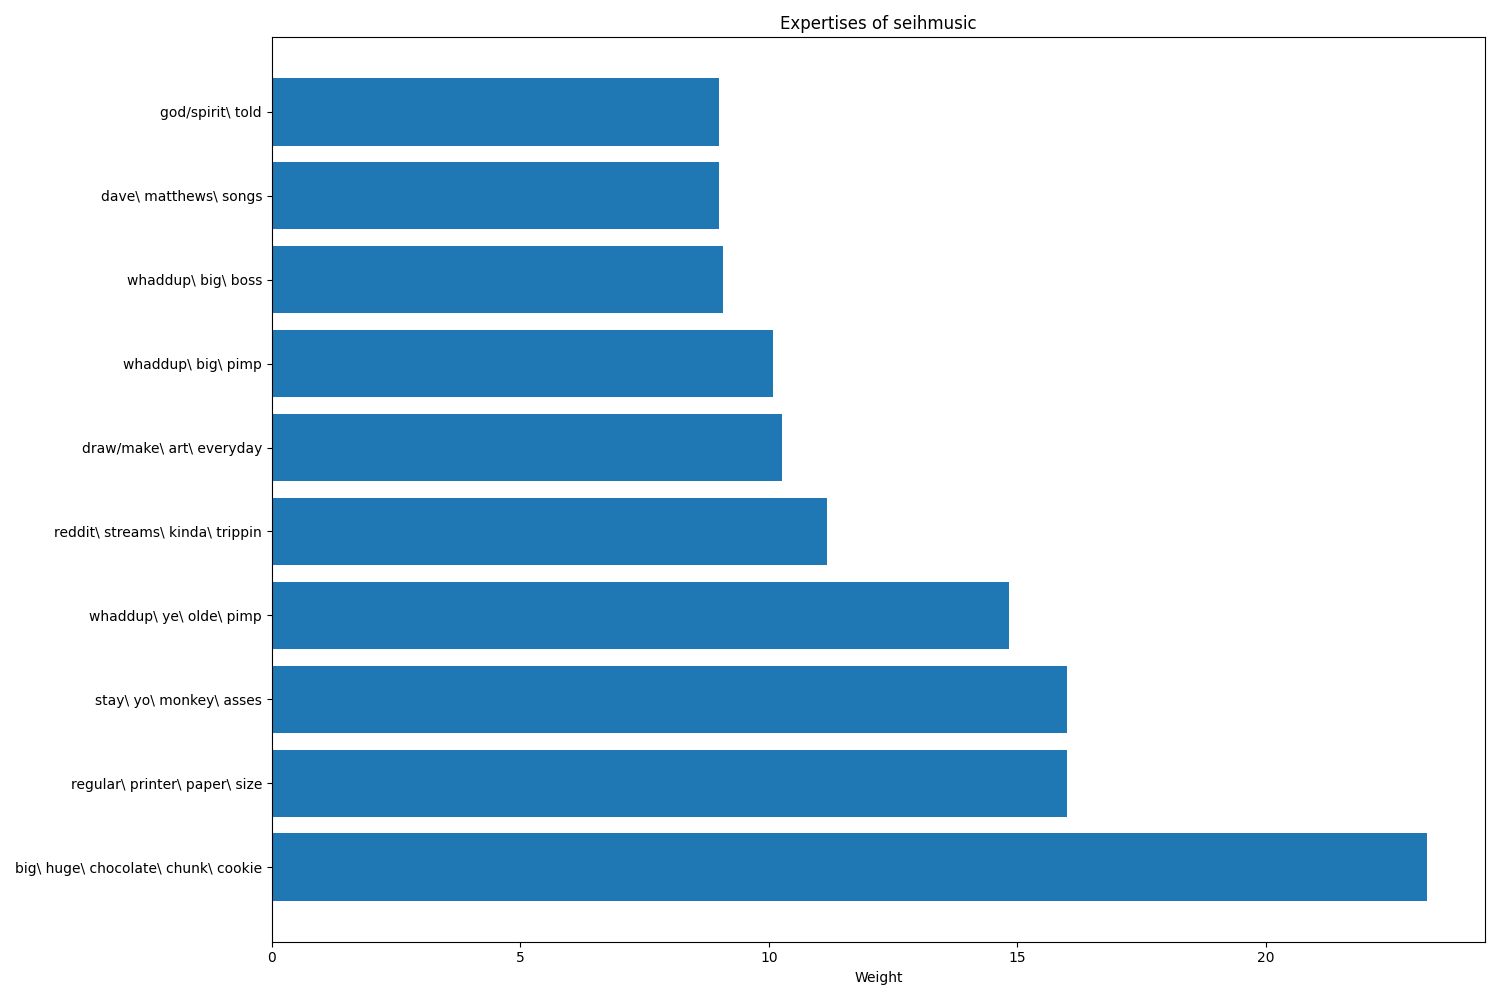 Expertises of seihmusic
god/spirit\ told
dave\ matthews\ songs
whaddup\ big\ boss
whaddup\ big\ pimp
draw/make\ art\ everyday
reddit\ streams\ kinda\ trippin
whaddup\ ye\ olde\ pimp
stay\ yo\ monkey\ asses
regular\ printer\ paper\ size
big\ huge\ chocolate\ chunk\ cookie
0 5 10 15 20
Weight